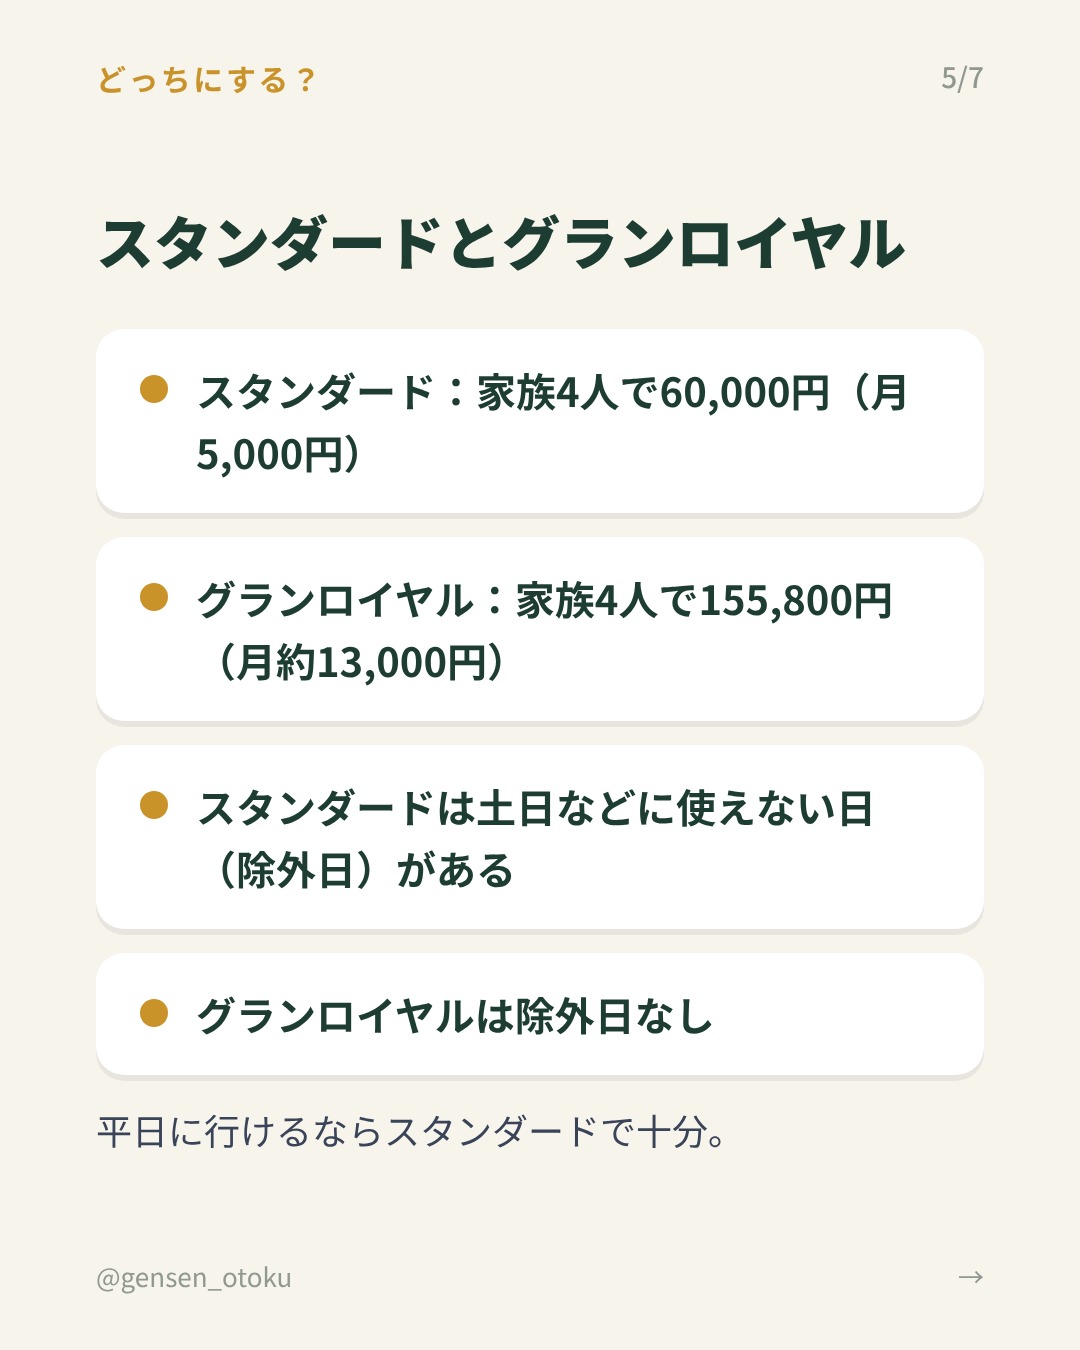 どっちにする？
5/7
スタンダードとグランロイヤル
スタンダード：家族4人で60,000円（月
5,000円）
グランロイヤル：家族4人で155,800円
（月約13,000円）
スタンダードは土日などに使えない日
（除外日）がある
グランロイヤルは除外日なし
平日に行けるならスタンダードで十分。
@gensen_otoku
→